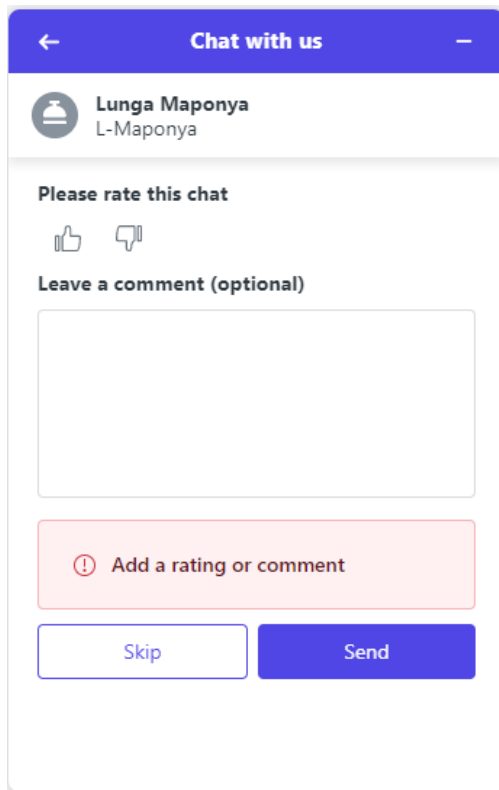 Chat with us
Lunga Maponya
L-Maponya
Please rate this chat
Leave a comment (optional)
Add a rating or comment
Skip
Send